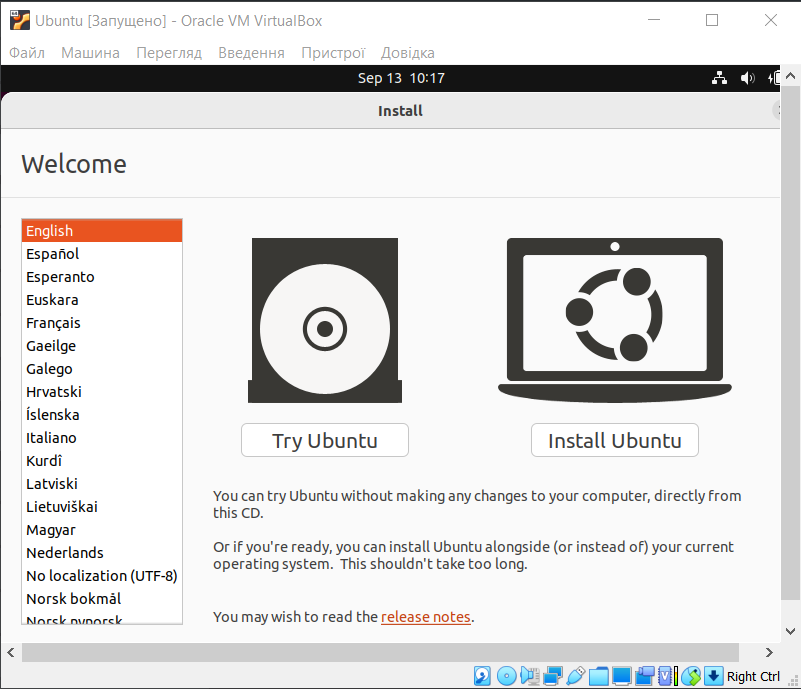 Ubuntu [Запущено] - Oracle VM VirtualBox
Файл Машина Перегляд Введення Пристрої Довідка
Sep 13 10:17
Install
Welcome
English
Español
Esperanto
Euskara
Français
Gaeilge
Galego
Hrvatski
Íslenska
Italiano
Kurdî
Latviski
Lietuviškai
Magyar
Nederlands
No localization (UTF-8)
Norsk bokmål
Norsk nynorsk
Try Ubuntu
Install Ubuntu
You can try Ubuntu without making any changes to your computer, directly from
this CD.
Or if you're ready, you can install Ubuntu alongside (or instead of) your current
operating system. This shouldn't take too long.
You may wish to read the release notes.
Right Ctrl